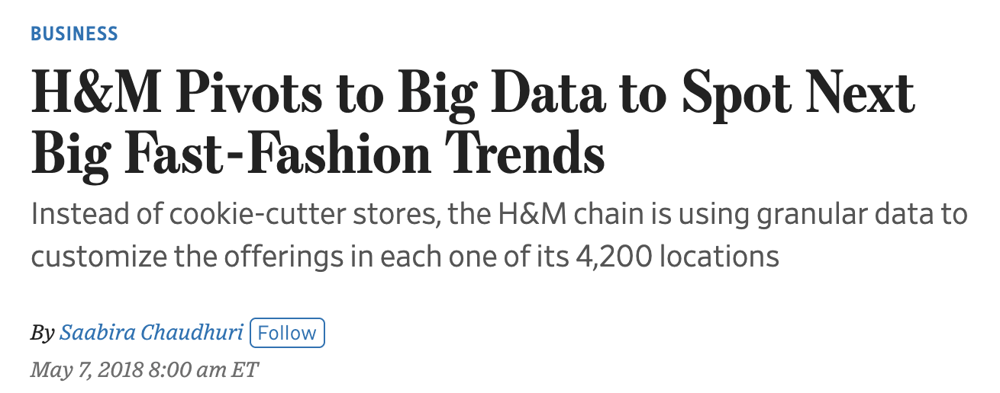 BUSINESS
H&M Pivots to Big Data to Spot Next
Big Fast-Fashion Trends
Instead of cookie-cutter stores, the H&M chain is using granular data to
customize the offerings in each one of its 4,200 locations
By Saabira Chaudhuri Follow
May 7, 2018 8:00 am ET